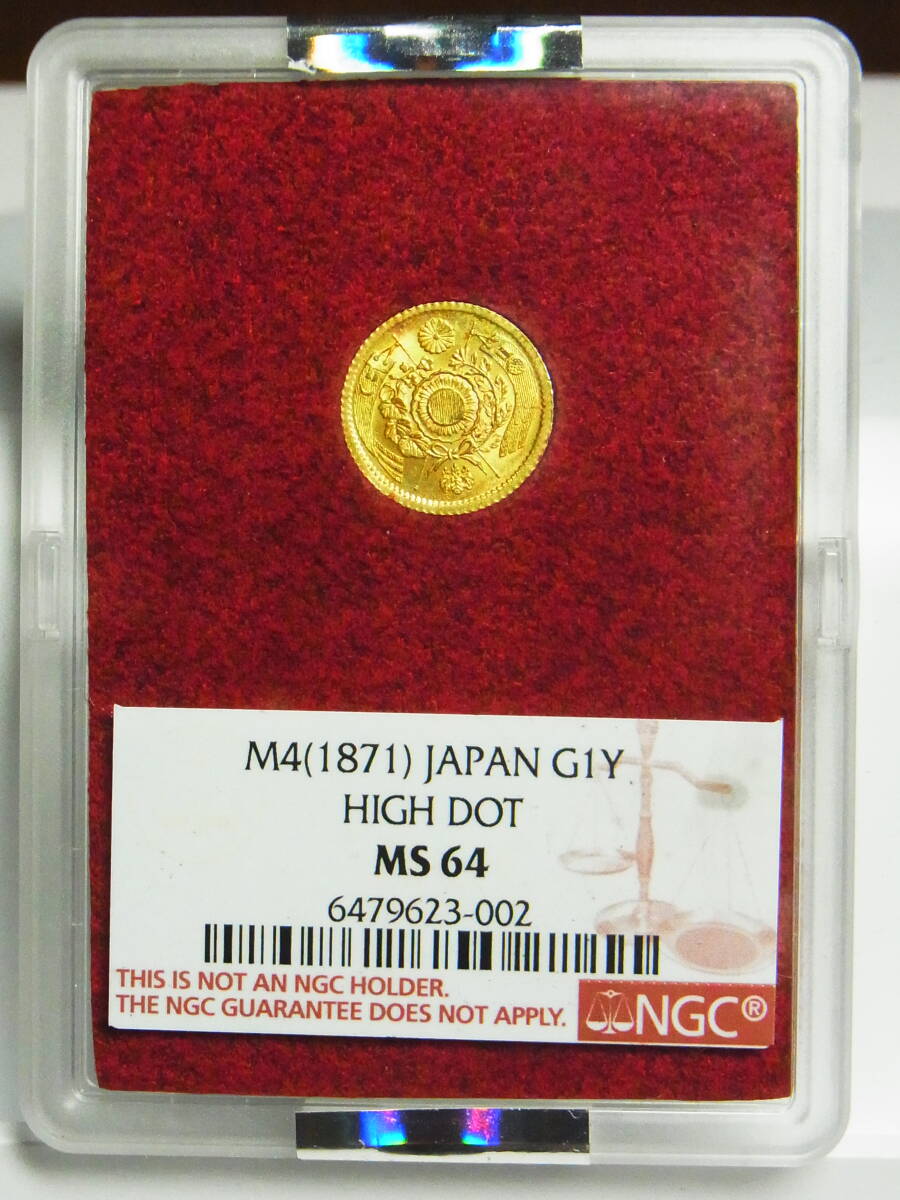 M4(1871) JAPAN G1Y
HIGH DOT
MS 64
6479623-002
THIS IS NOT AN NGC HOLDER.
THE NGC GUARANTEE DOES NOT APPLY.
NGC®